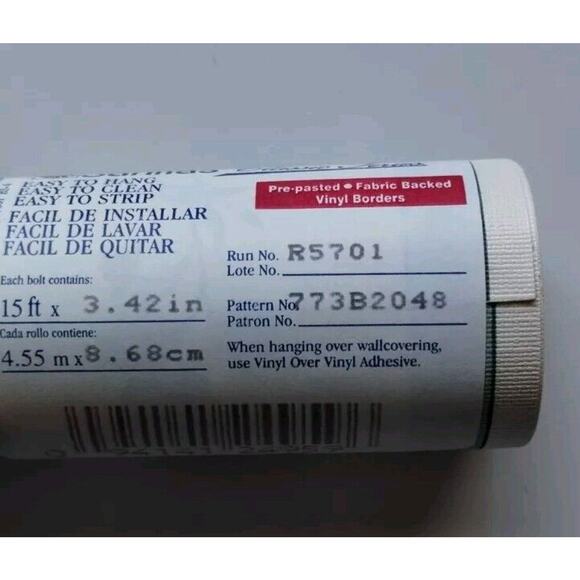 EASY TO HANG
EASY TO CLEAN
EASY TO STRIP
FACIL DE INSTALLAR
FACIL DE LAVAR
FACIL DE QUITAR
Each bolt contains:
15 ft x 3.42in
Cada rollo contiene:
4.55 m x 8.68cm
Pre-pasted • Fabric Backed
Vinyl Borders
Run No. R5701
Lote No.
Pattern No. 773B2048
Patron No.
When hanging over wallcovering,
use Vinyl Over Vinyl Adhesive.